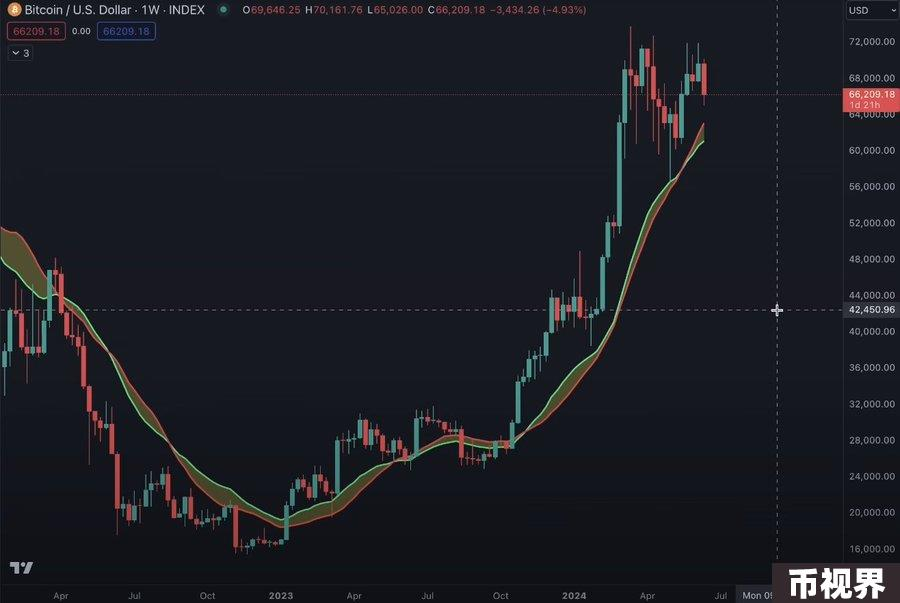 Bitcoin / U.S. Dollar · 1W · INDEX O69,646.25 H70,161.76 L65,026.00 C66,209.18 −3,434.26 (−4.93%)
USD
66209.18 0.00 66209.18
3
72,000.00
68,000.00
66,209.18
1d 21h
64,000.00
60,000.00
56,000.00
52,000.00
48,000.00
44,000.00
42,450.96
40,000.00
36,000.00
32,000.00
28,000.00
24,000.00
20,000.00
16,000.00
Apr Jul Oct 2023 Apr Jul Oct 2024 Apr Jul
Mon
币视界